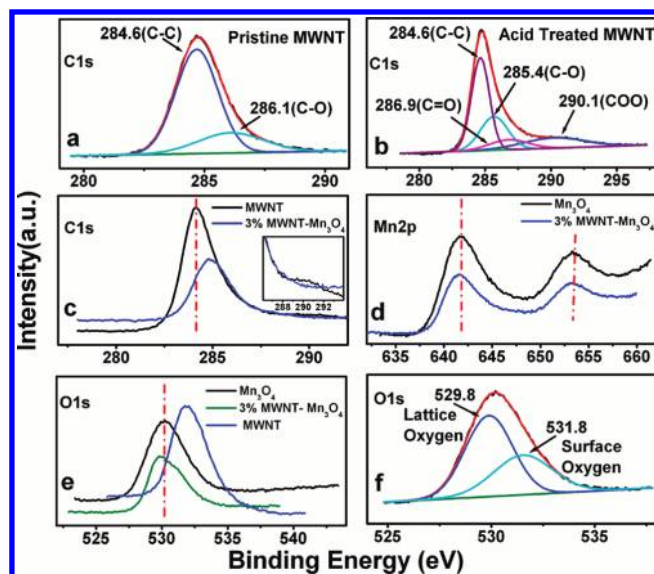 284.6(C-C)
Pristine MWNT
C1s
286.1(C-O)
a
280
285
290
284.6(C-C)
Acid Treated MWNT
C1s
285.4(C-O)
286.9(C=O)
290.1(COO)
b
280
285
290
295
C1s
MWNT
3% MWNT-Mn₃O₄
288 290 292
c
280
285
290
Mn2p
Mn₃O₄
3% MWNT-Mn₃O₄
d
635 640 645 650 655 660
O1s
Mn₃O₄
3% MWNT- Mn₃O₄
MWNT
e
525
530
535
540
O1s
529.8
Lattice
Oxygen
531.8
Surface
Oxygen
f
525
530
535
Intensity(a.u.)
Binding Energy (eV)